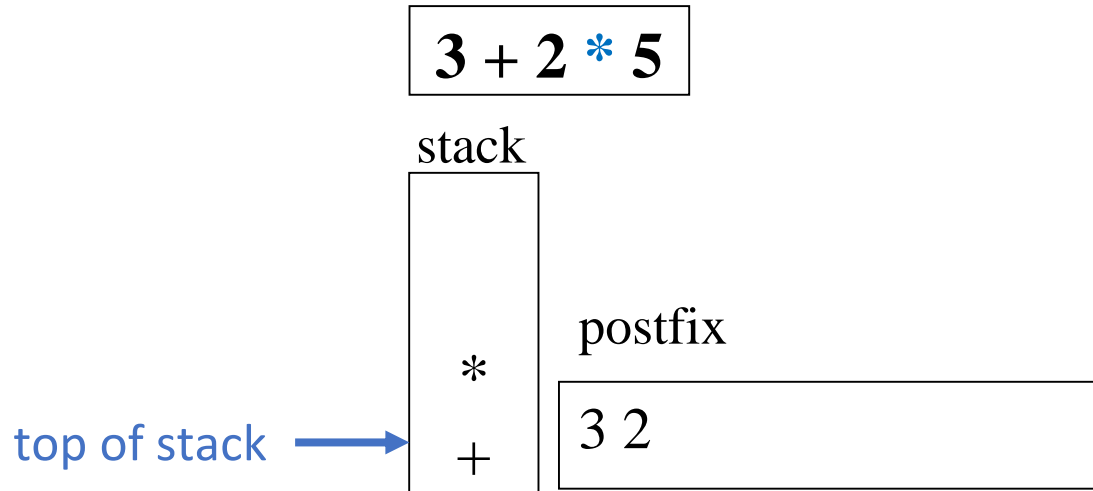 3 + 2 * 5
stack
postfix
*
3 2
top of stack
+